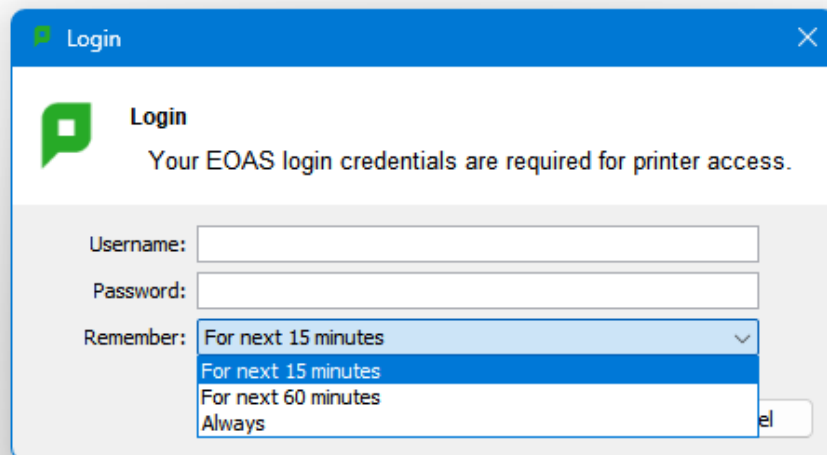 Login
Login
Your EOAS login credentials are required for printer access.
Username:
Password:
Remember: For next 15 minutes
For next 15 minutes
For next 60 minutes
Always